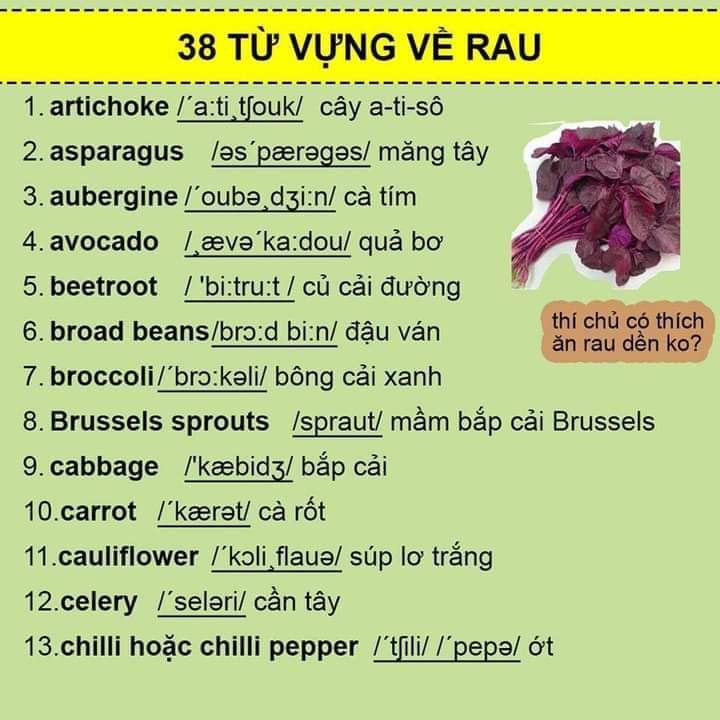 38 TỪ VỰNG VỀ RAU
1. artichoke /´a:ti¸tʃouk/ cây a-ti-sô
2. asparagus /əs´pærəgəs/ măng tây
3. aubergine /´oubə¸dʒi:n/ cà tím
4. avocado /¸ævə´ka:dou/ quả bơ
5. beetroot / 'bi:tru:t / củ cải đường
6. broad beans/brɔ:d bi:n/ đậu ván
7. broccoli/´brɔ:kəli/ bông cải xanh
8. Brussels sprouts /spraut/ mầm bắp cải Brussels
9. cabbage /'kæbidʒ/ bắp cải
10.carrot /´kærət/ cà rốt
11.cauliflower /´kɔli¸flauə/ súp lơ trắng
12.celery /´seləri/ cần tây
13.chilli hoặc chilli pepper /´tʃili/ /´pepə/ ớt
thí chủ có thích
ăn rau dền ko?